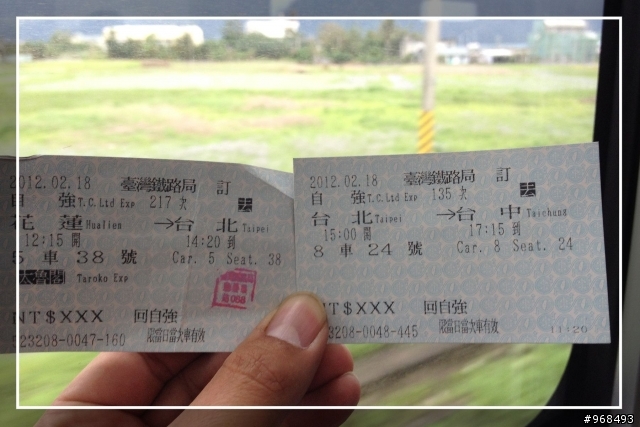 2012.02.18 臺灣鐵路局 訂
自 強 T.C.Ltd Exp 217 次
花 蓮 Hualien →台 北 Taipei
12:15 開 14:20 到
5 車 38 號 Car. 5 Seat. 38
太魯閣 Taroko Exp
NT$XXX 回自強
523208-0047-160 限當日當次車有效
2012.02.18 臺灣鐵路局 訂
自 強 T.C.Ltd Exp 135 次
去
台 北 Taipei →台 中 Taichung
15:00 開 17:15 到
8 車 24 號 Car. 8 Seat. 24
NT$XXX 回自強
3208-0048-445 限當日當次車有效
11120
#968493